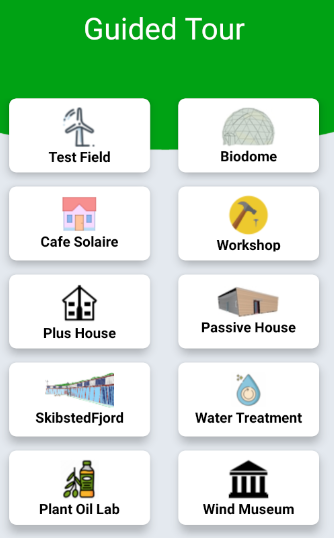 Guided Tour
Test Field
Biodome
Cafe Solaire
Workshop
Plus House
Passive House
SkibstedFjord
Water Treatment
Plant Oil Lab
Wind Museum